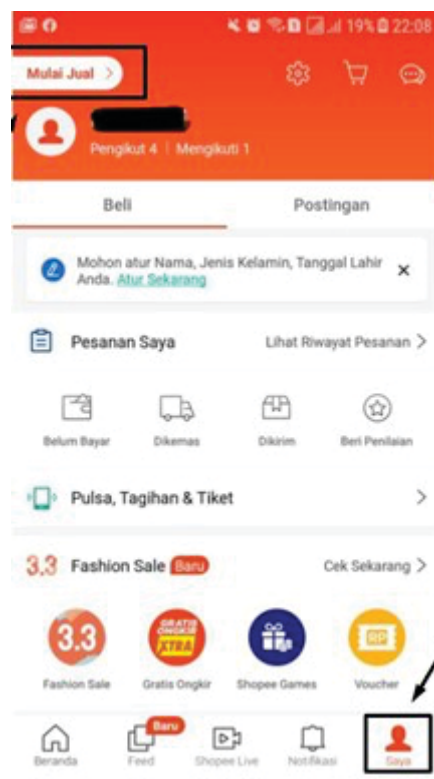 19% 22:08
Mulai Jual >
Pengikut 4 | Mengikuti 1
Beli
Postingan
Mohon atur Nama, Jenis Kelamin, Tanggal Lahir
Anda. Atur Sekarang
Pesanan Saya
Lihat Riwayat Pesanan >
Belum Bayar
Dikemas
Dikirim
Beri Penilaian
Pulsa, Tagihan & Tiket >
3.3 Fashion Sale Baru
Cek Sekarang >
3.3
GRATIS
ONGKIR
XTRA
RP
Fashion Sale
Gratis Ongkir
Shopee Games
Voucher
Baru
Beranda
Feed
Shopee Live
Notifikasi
Saya